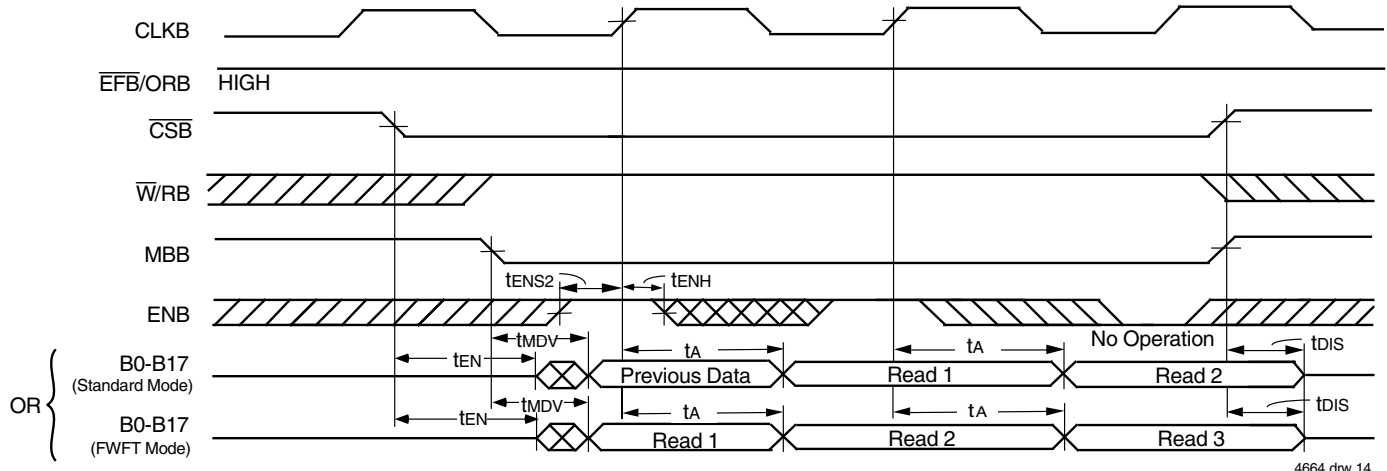 CLKB
EFB/ORB HIGH
CSB
W/RB
MBB
tENS2 tENH
ENB
tMDV No Operation
tEN tA tA tDIS
B0-B17 Previous Data Read 1 Read 2
(Standard Mode)
OR
tMDV tDIS
tEN tA tA
B0-B17 Read 1 Read 2 Read 3
(FWFT Mode)
4664 drw 14